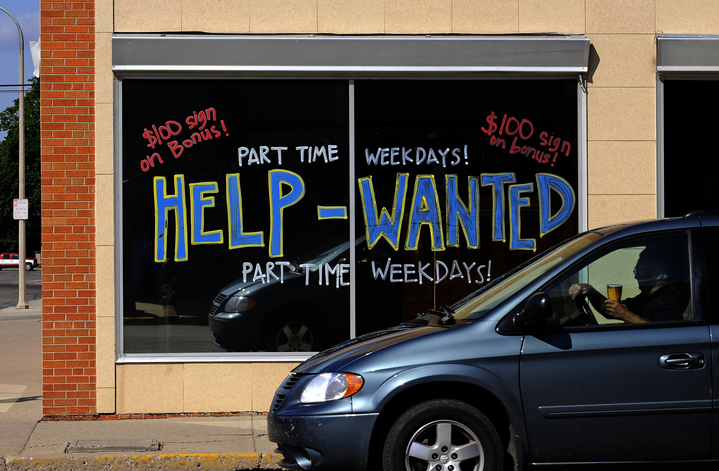 $100 sign
on Bonus!
$100 sign
on bonus!
PART TIME WEEKDAYS!
HELP-WANTED
PART TIME WEEKDAYS!